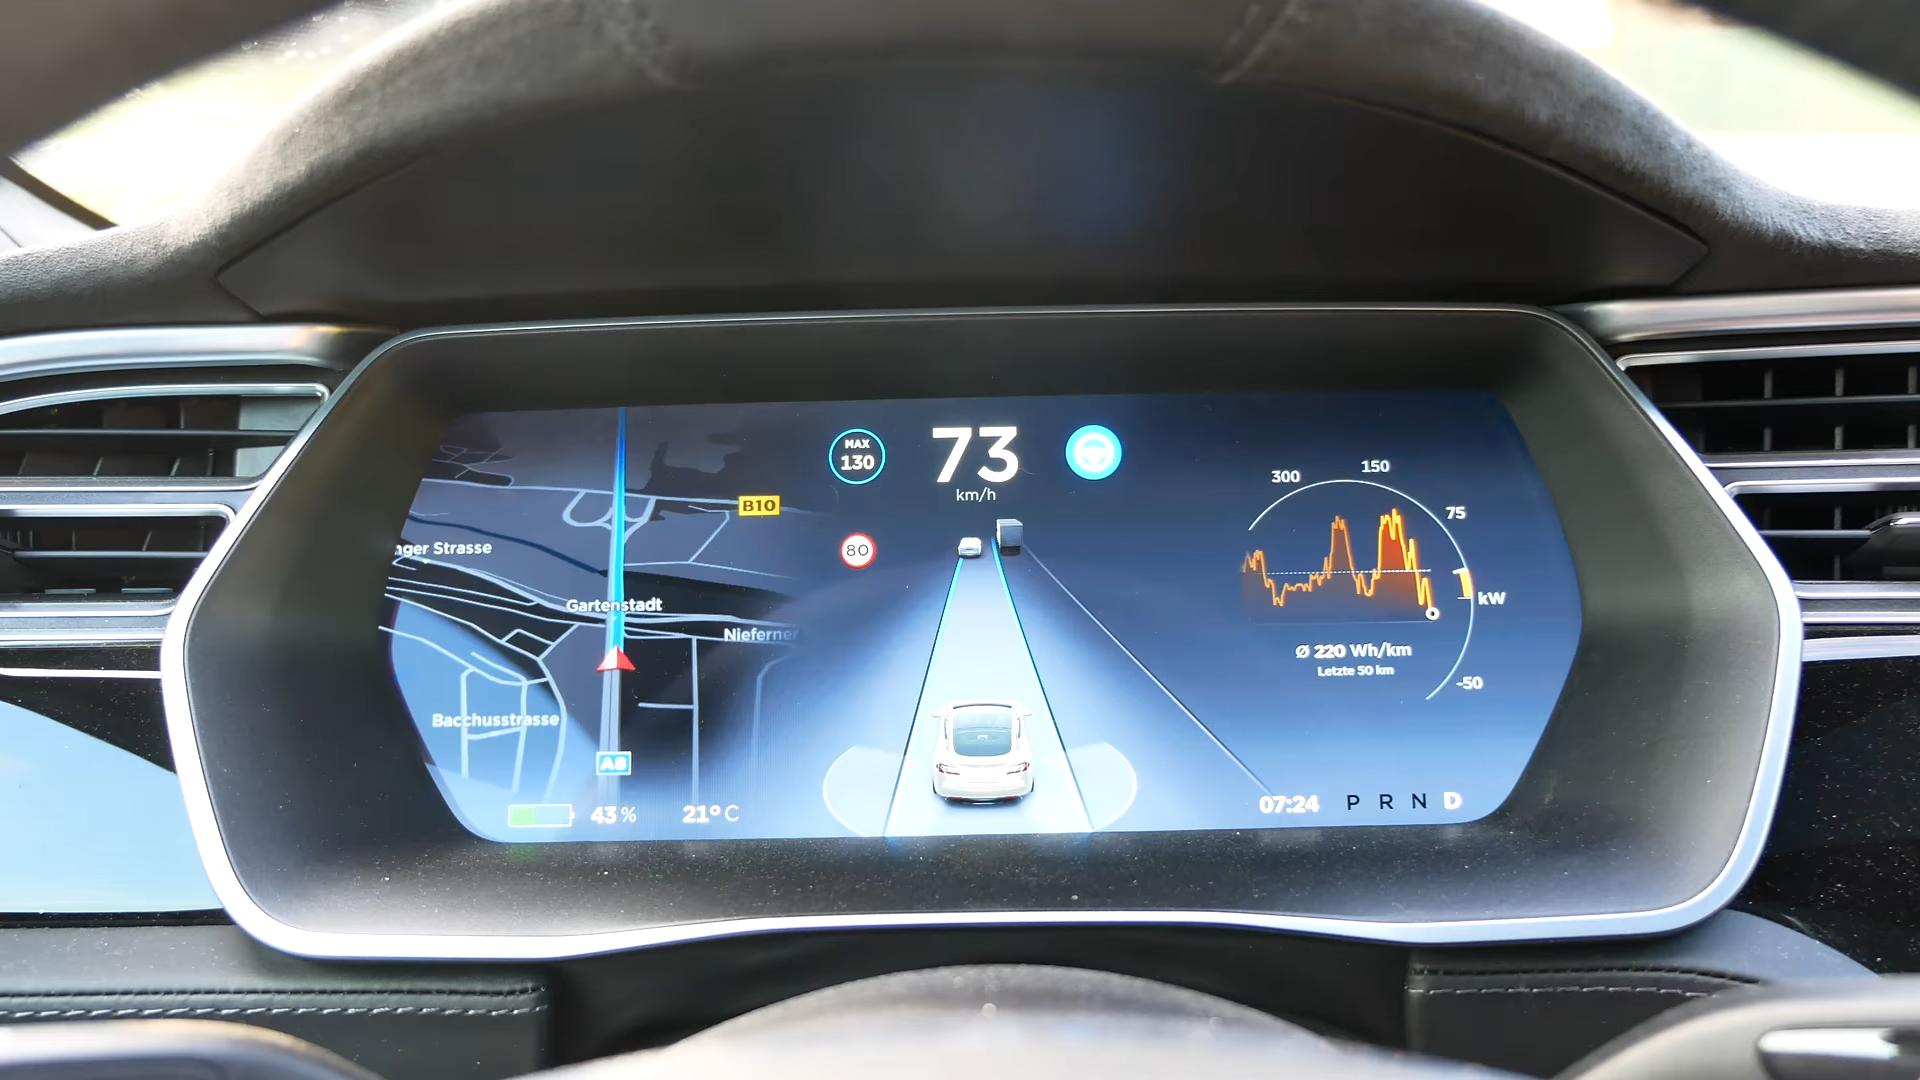 B10
nger Strasse
Gartenstadt
Nieferner
Bacchusstrasse
A8
43 %
21° C
MAX
130
73
km/h
80
300
150
75
kW
-50
Ø 220 Wh/km
Letzte 50 km
07:24
P R N D